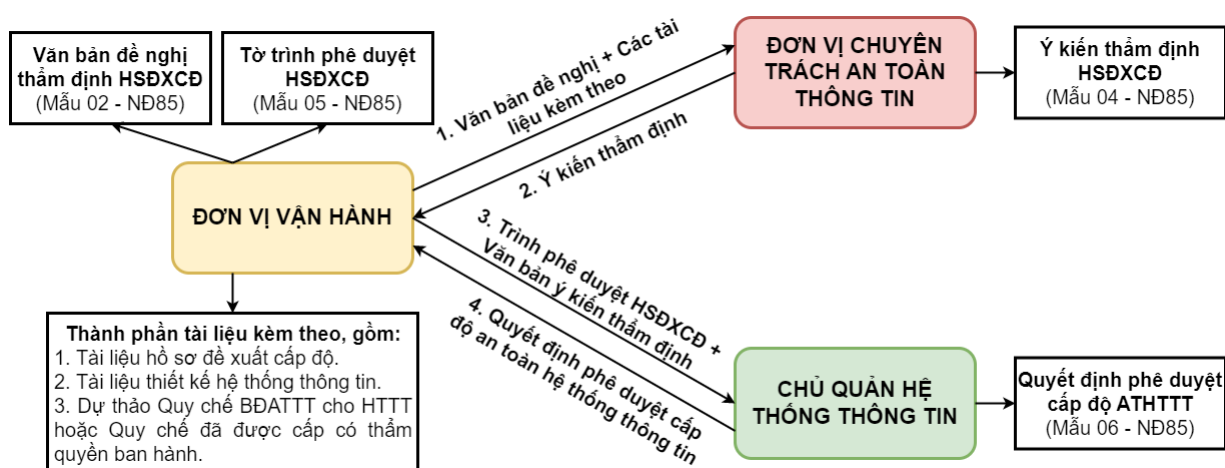 Văn bản đề nghị
thẩm định HSĐXCĐ
(Mẫu 02 - NĐ85)
Tờ trình phê duyệt
HSĐXCĐ
(Mẫu 05 - NĐ85)
1. Văn bản đề nghị + Các tài
liệu kèm theo
ĐƠN VỊ CHUYÊN
TRÁCH AN TOÀN
THÔNG TIN
Ý kiến thẩm định
HSĐXCĐ
(Mẫu 04 - NĐ85)
2. Ý kiến thẩm định
ĐƠN VỊ VẬN HÀNH
3. Trình phê duyệt HSĐXCĐ +
Văn bản ý kiến thẩm định
4. Quyết định phê duyệt cấp
độ an toàn hệ thống thông tin
Thành phần tài liệu kèm theo, gồm:
1. Tài liệu hồ sơ đề xuất cấp độ.
2. Tài liệu thiết kế hệ thống thông tin.
3. Dự thảo Quy chế BĐATTT cho HTTT
hoặc Quy chế đã được cấp có thẩm
quyền ban hành.
CHỦ QUẢN HỆ
THỐNG THÔNG TIN
Quyết định phê duyệt
cấp độ ATHTTT
(Mẫu 06 - NĐ85)